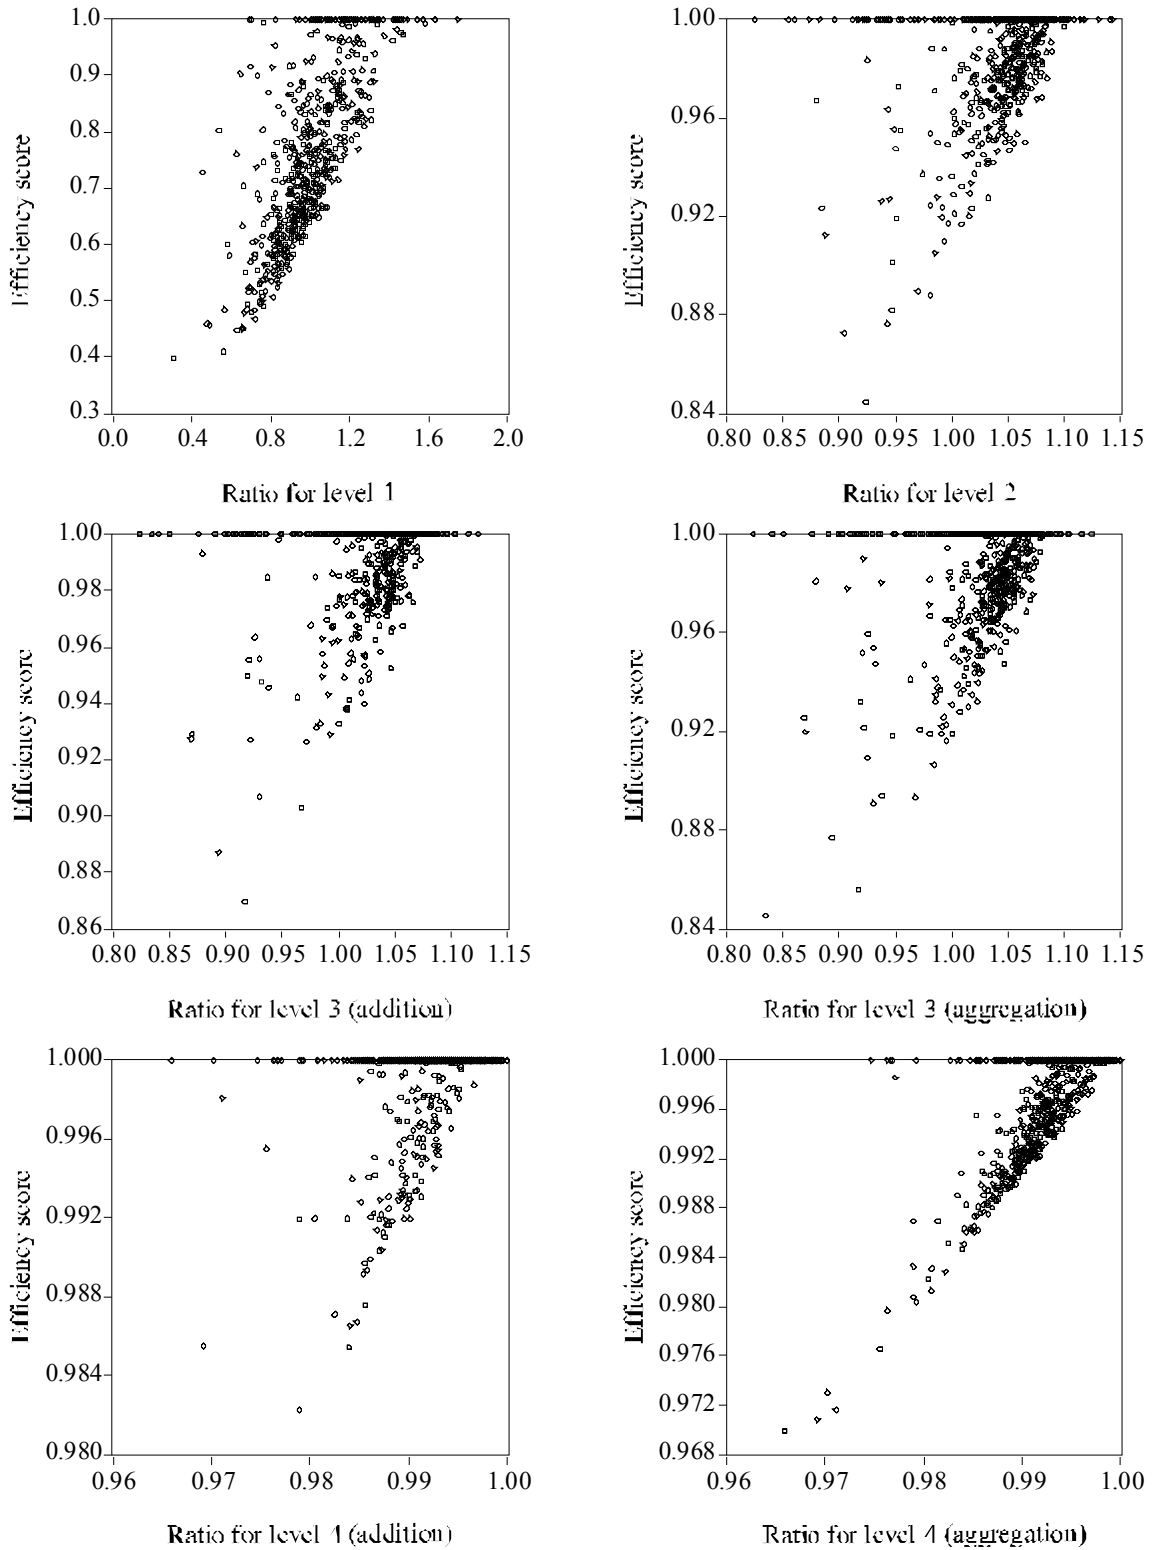 1.0
0.9
0.8
0.7
0.6
0.5
0.4
0.3
Efficiency score
0.0 0.4 0.8 1.2 1.6 2.0
Ratio for level 1
1.00
0.96
0.92
0.88
0.84
Efficiency score
0.80 0.85 0.90 0.95 1.00 1.05 1.10 1.15
Ratio for level 2
1.00
0.98
0.96
0.94
0.92
0.90
0.88
0.86
Efficiency score
0.80 0.85 0.90 0.95 1.00 1.05 1.10 1.15
Ratio for level 3 (addition)
1.00
0.96
0.92
0.88
0.84
Efficiency score
0.80 0.85 0.90 0.95 1.00 1.05 1.10 1.15
Ratio for level 3 (aggregation)
1.000
0.996
0.992
0.988
0.984
0.980
Efficiency score
0.96 0.97 0.98 0.99 1.00
Ratio for level 4 (addition)
1.000
0.996
0.992
0.988
0.984
0.980
0.976
0.972
0.968
Efficiency score
0.96 0.97 0.98 0.99 1.00
Ratio for level 4 (aggregation)